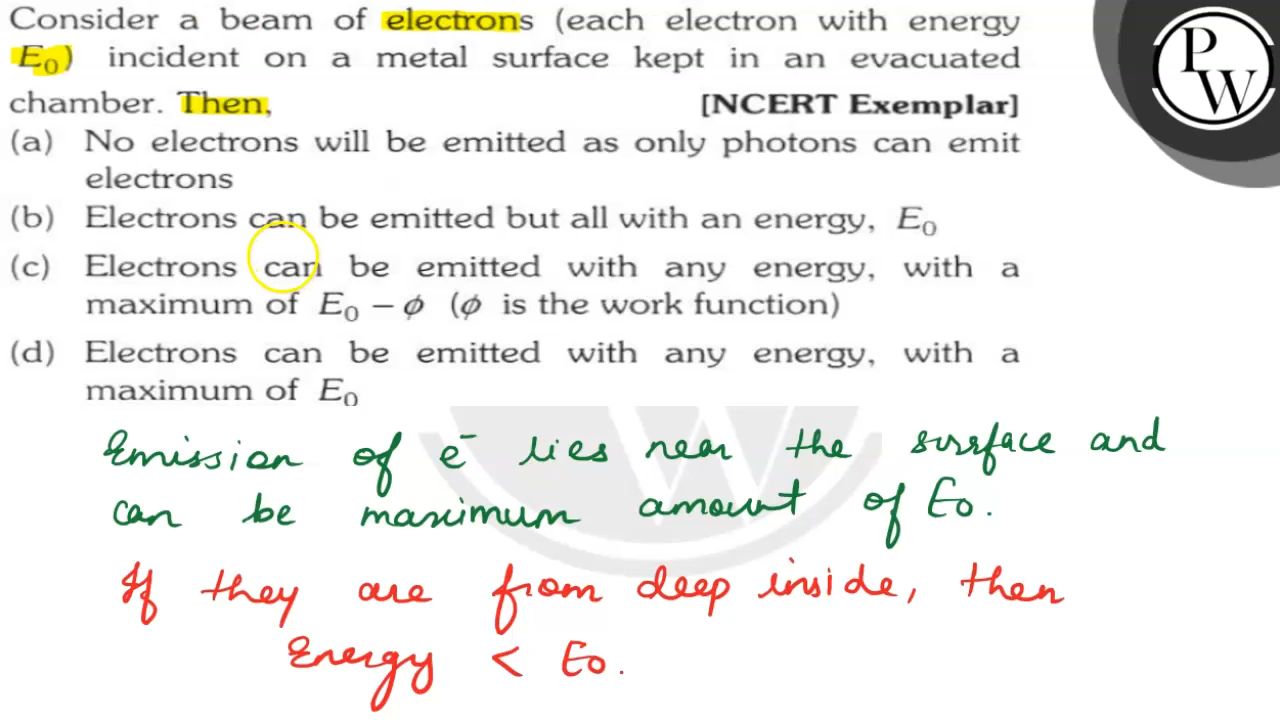 Consider a beam of electrons (each electron with energy
E₀) incident on a metal surface kept in an evacuated
chamber. Then, [NCERT Exemplar]
(a) No electrons will be emitted as only photons can emit
electrons
(b) Electrons can be emitted but all with an energy, E₀
(c) Electrons can be emitted with any energy, with a
maximum of E₀ – ϕ (ϕ is the work function)
(d) Electrons can be emitted with any energy, with a
maximum of E₀
Emission of e⁻ lies near the surface and
can be maximum amount of E₀.
If they are from deep inside, then
Energy < E₀.
P
W